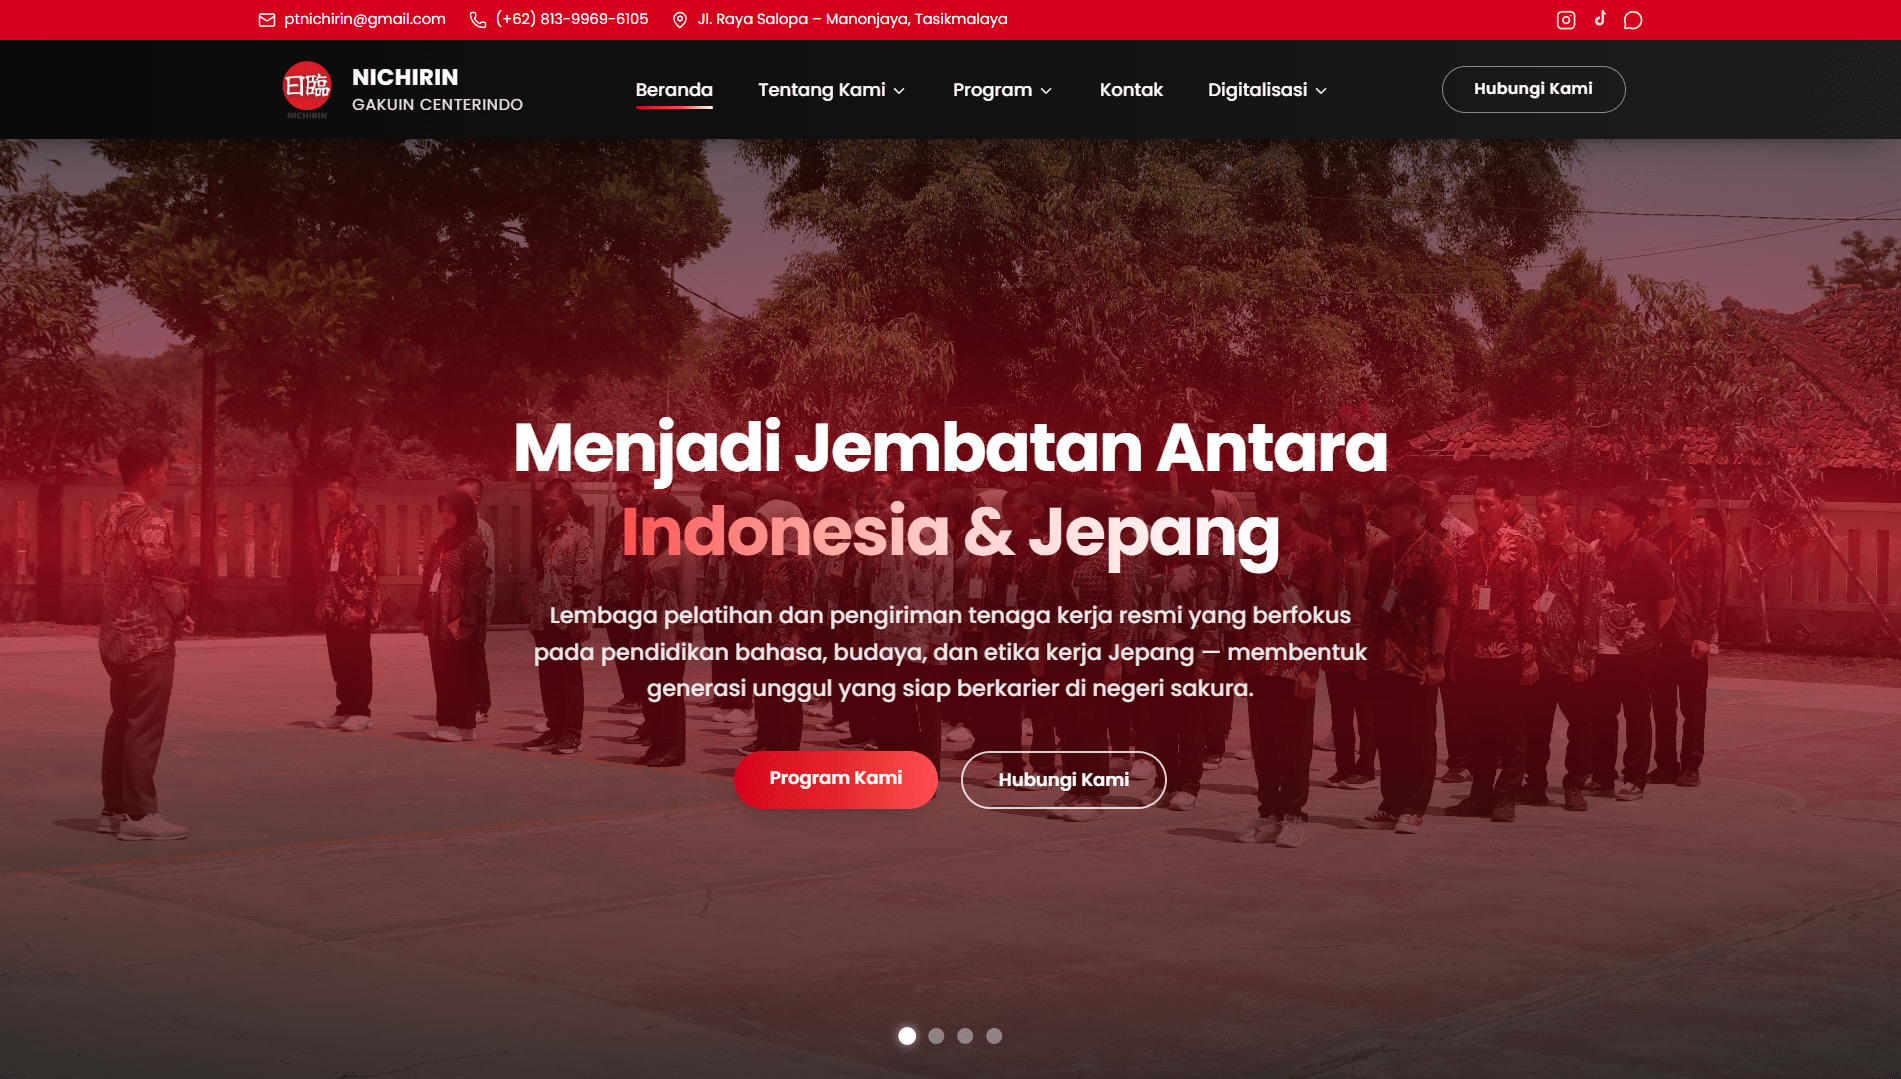 ptnichirin@gmail.com (+62) 813-9969-6105 Jl. Raya Salopa – Manonjaya, Tasikmalaya
日臨
NICHIRIN
NICHIRIN
GAKUIN CENTERINDO
Beranda Tentang Kami Program Kontak Digitalisasi
Hubungi Kami
Menjadi Jembatan Antara
Indonesia & Jepang
Lembaga pelatihan dan pengiriman tenaga kerja resmi yang berfokus
pada pendidikan bahasa, budaya, dan etika kerja Jepang — membentuk
generasi unggul yang siap berkarier di negeri sakura.
Program Kami Hubungi Kami